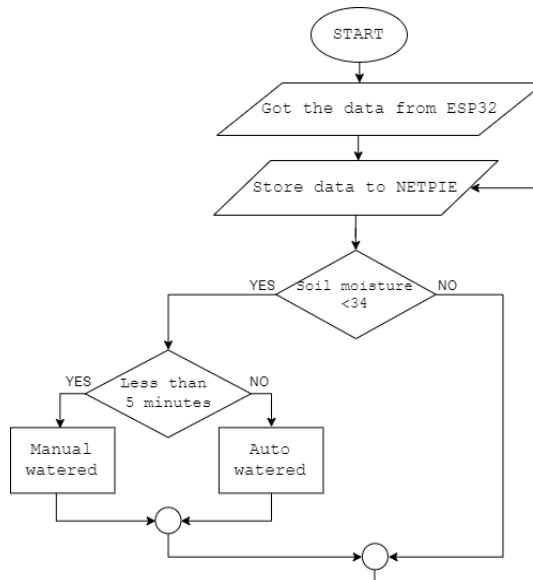 START
Got the data from ESP32
Store data to NETPIE
YES
Soil moisture
<34
NO
YES
Less than
5 minutes
NO
Manual
watered
Auto
watered